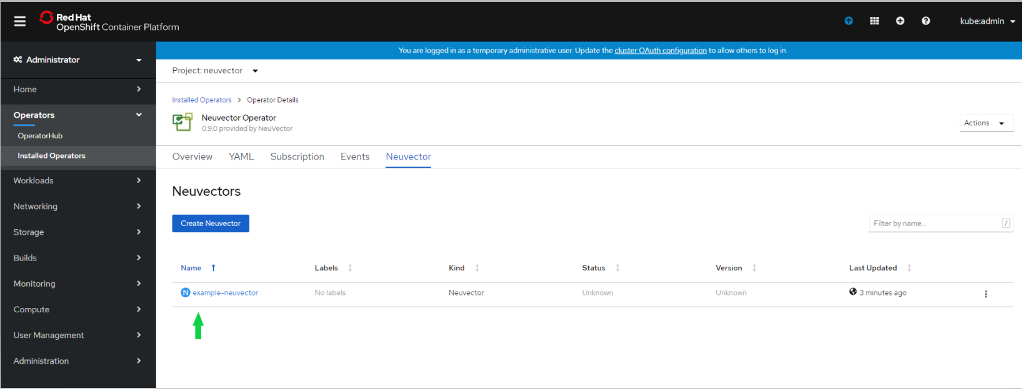 Red Hat
OpenShift Container Platform
kube:admin
You are logged in as a temporary administrative user. Update the cluster OAuth configuration to allow others to log in.
Administrator
Home
Operators
OperatorHub
Installed Operators
Workloads
Networking
Storage
Builds
Monitoring
Compute
User Management
Administration
Project: neuvector
Installed Operators > Operator Details
Neuvector Operator
0.9.0 provided by NeuVector
Actions
Overview YAML Subscription Events Neuvector
Neuvectors
Create Neuvector
Filter by name... /
Name Labels Kind Status Version Last Updated
N example-neuvector No labels Neuvector Unknown Unknown 3 minutes ago